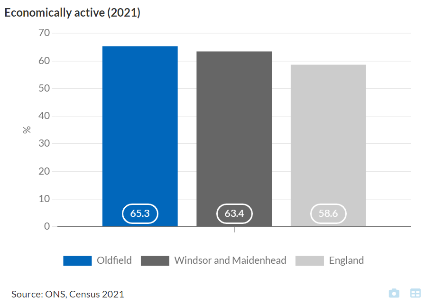 Economically active (2021)
70
60
50
40
30
20
10
0
%
65.3
63.4
58.6
Oldfield
Windsor and Maidenhead
England
Source: ONS, Census 2021